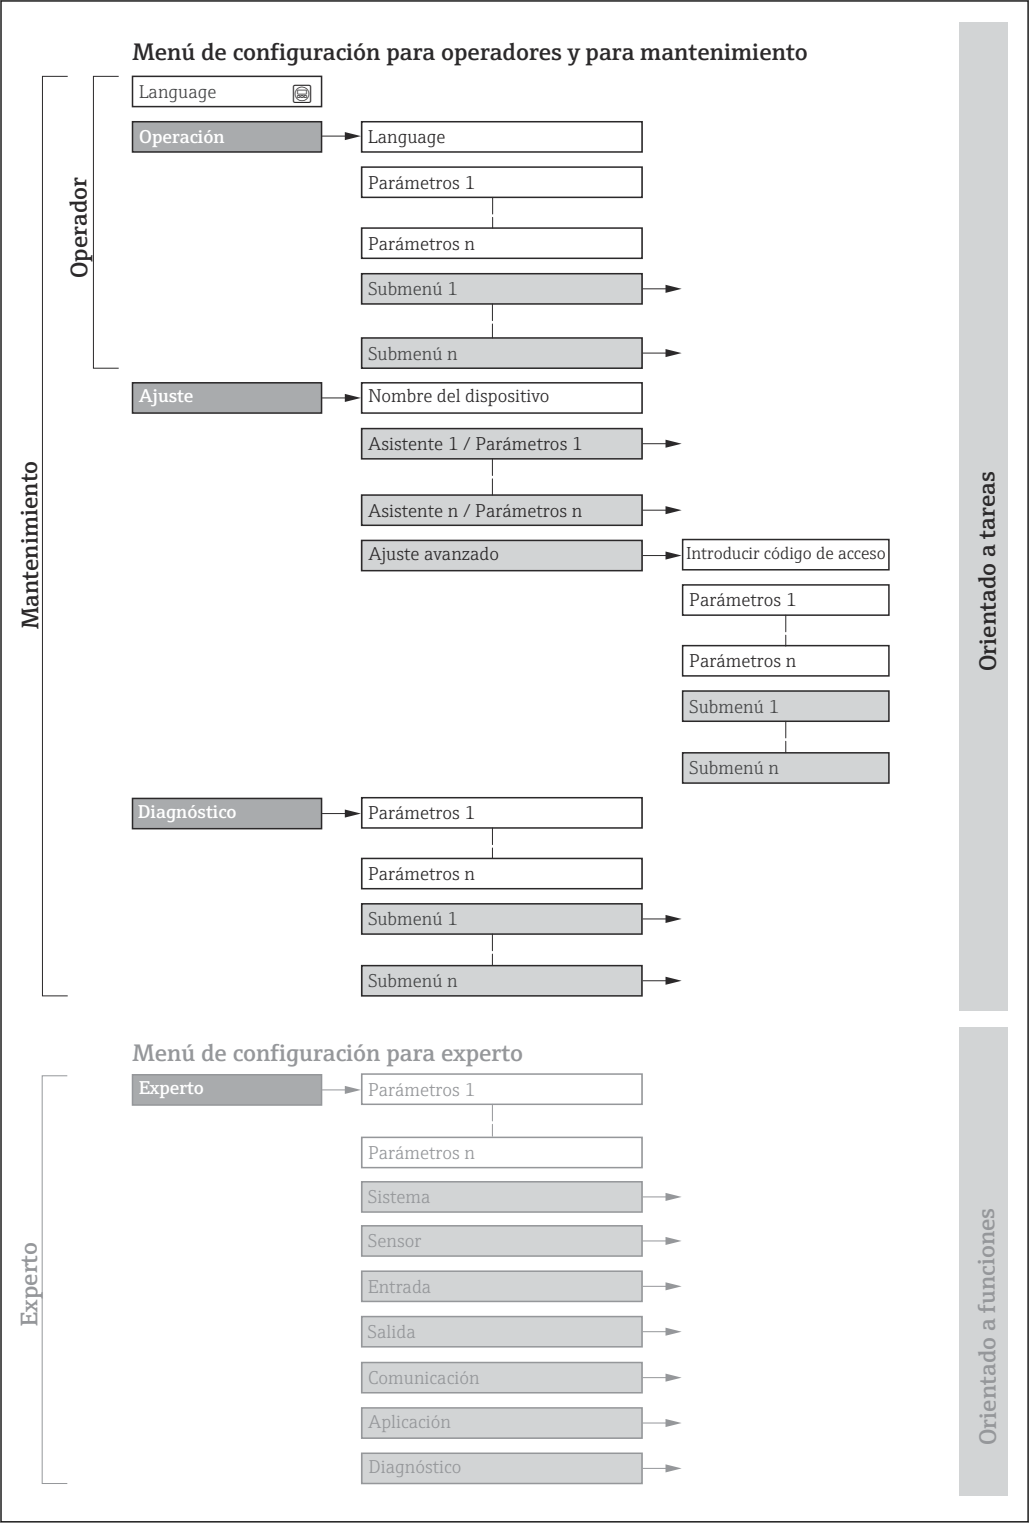 Menú de configuración para operadores y para mantenimiento
Language
Operación
Language
Parámetros 1
Parámetros n
Submenú 1
Submenú n
Operador
Ajuste
Nombre del dispositivo
Asistente 1 / Parámetros 1
Asistente n / Parámetros n
Ajuste avanzado
Introducir código de acceso
Parámetros 1
Parámetros n
Submenú 1
Submenú n
Mantenimiento
Orientado a tareas
Diagnóstico
Parámetros 1
Parámetros n
Submenú 1
Submenú n
Menú de configuración para experto
Experto
Parámetros 1
Parámetros n
Sistema
Sensor
Entrada
Salida
Comunicación
Aplicación
Diagnóstico
Experto
Orientado a funciones